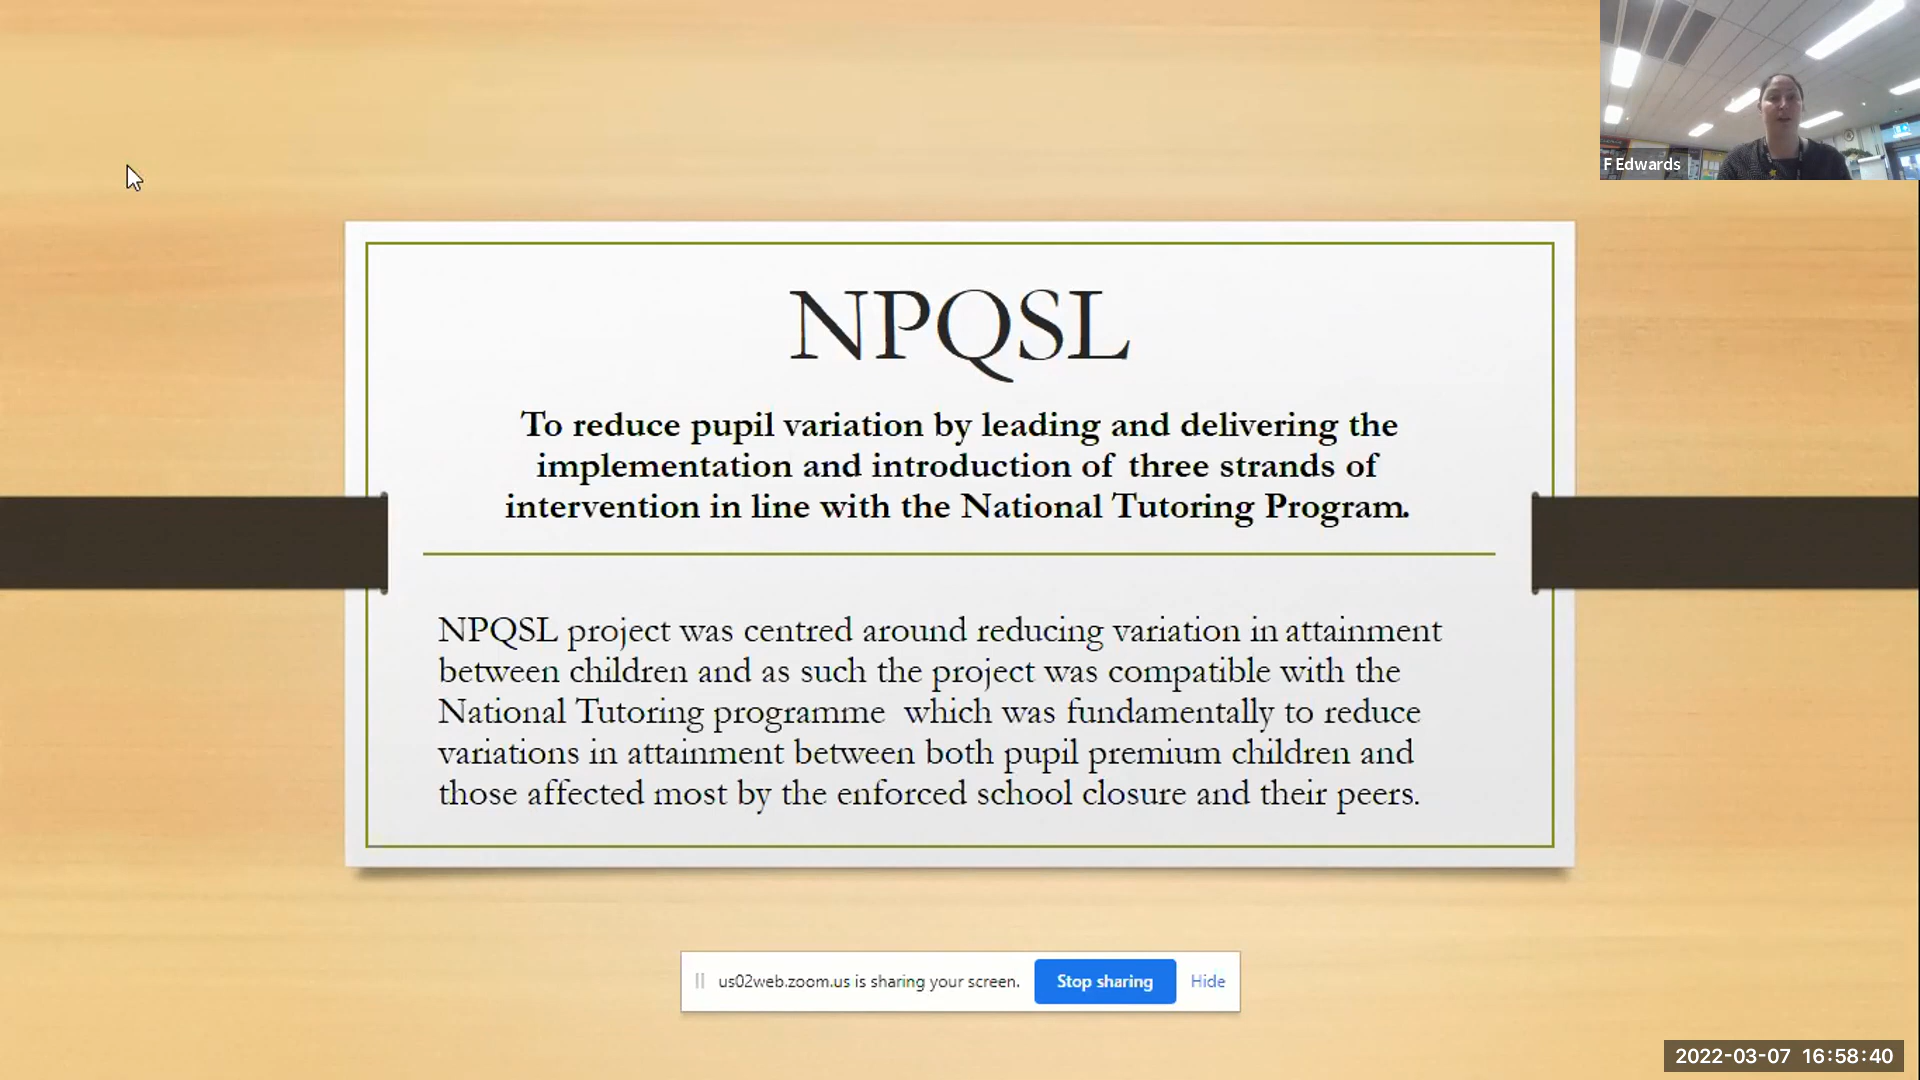 F Edwards
NPQSL
To reduce pupil variation by leading and delivering the
implementation and introduction of three strands of
intervention in line with the National Tutoring Program.
NPQSL project was centred around reducing variation in attainment
between children and as such the project was compatible with the
National Tutoring programme  which was fundamentally to reduce
variations in attainment between both pupil premium children and
those affected most by the enforced school closure and their peers.
us02web.zoom.us is sharing your screen. Stop sharing Hide
2022-03-07 16:58:40